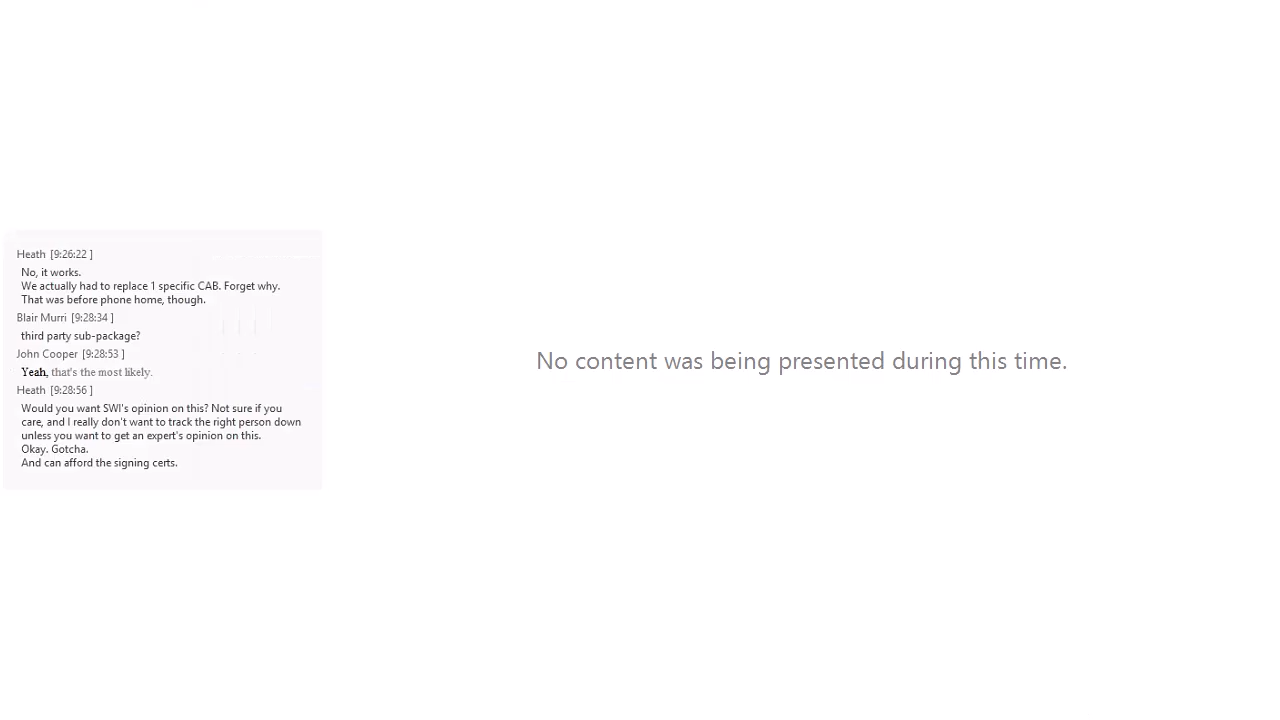 Heath [9:26:22 ]
No, it works.
We actually had to replace 1 specific CAB. Forget why.
That was before phone home, though.
Blair Murri [9:28:34 ]
third party sub-package?
John Cooper [9:28:53 ]
Yeah, that's the most likely.
Heath [9:28:56 ]
Would you want SWI's opinion on this? Not sure if you
care, and I really don't want to track the right person down
unless you want to get an expert's opinion on this.
Okay. Gotcha.
And can afford the signing certs.
No content was being presented during this time.